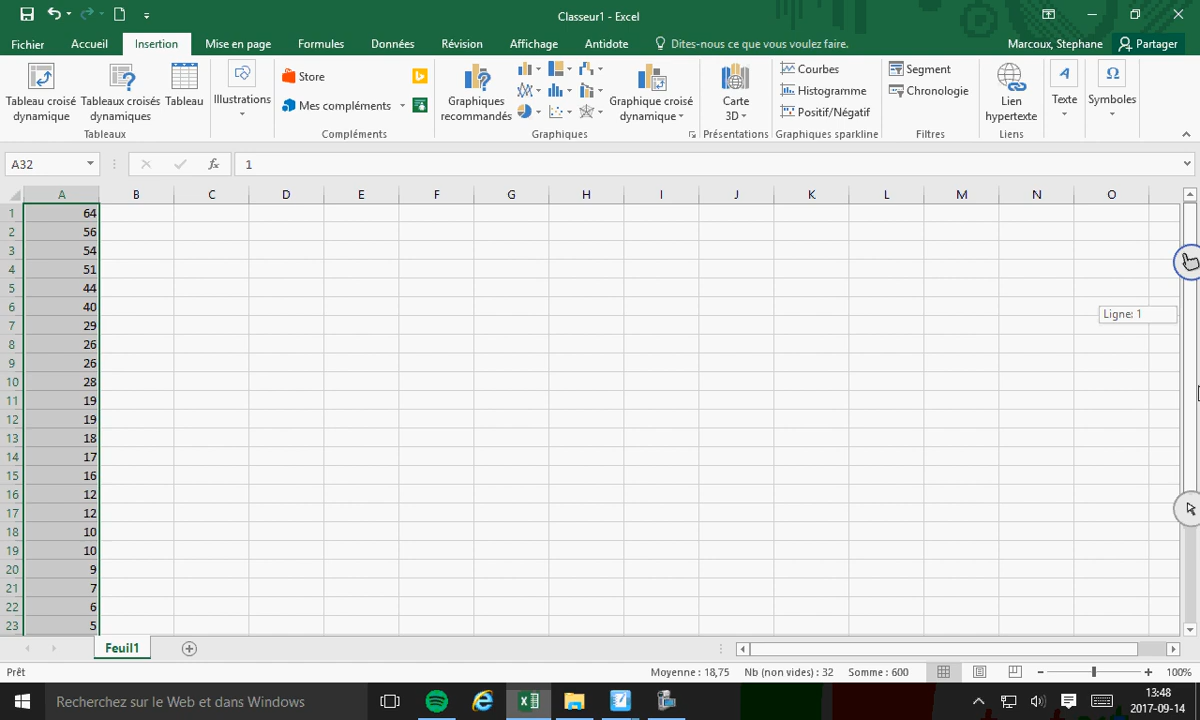 Classeur1 - Excel
Fichier Accueil Insertion Mise en page Formules Données Révision Affichage Antidote Dites-nous ce que vous voulez faire. Marcoux, Stephane Partager
Tableau croisé dynamique
Tableaux croisés dynamiques
Tableau
Tableaux
Illustrations
Store
Mes compléments
Compléments
Graphiques recommandés
Graphique croisé dynamique
Graphiques
Carte 3D
Présentations
Courbes
Histogramme
Positif/Négatif
Graphiques sparkline
Segment
Chronologie
Filtres
Lien hypertexte
Liens
A
Texte
Ω
Symboles
A32 fx 1
A B C D E F G H I J K L M N O
1 64
2 56
3 54
4 51
5 44
6 40
Ligne: 1
7 29
8 26
9 26
10 28
11 19
12 19
13 18
14 17
15 16
16 12
17 12
18 10
19 10
20 9
21 7
22 6
23 5
Feuil1
Prêt Moyenne : 18,75 Nb (non vides) : 32 Somme : 600 100%
Recherchez sur le Web et dans Windows
13:48
2017-09-14